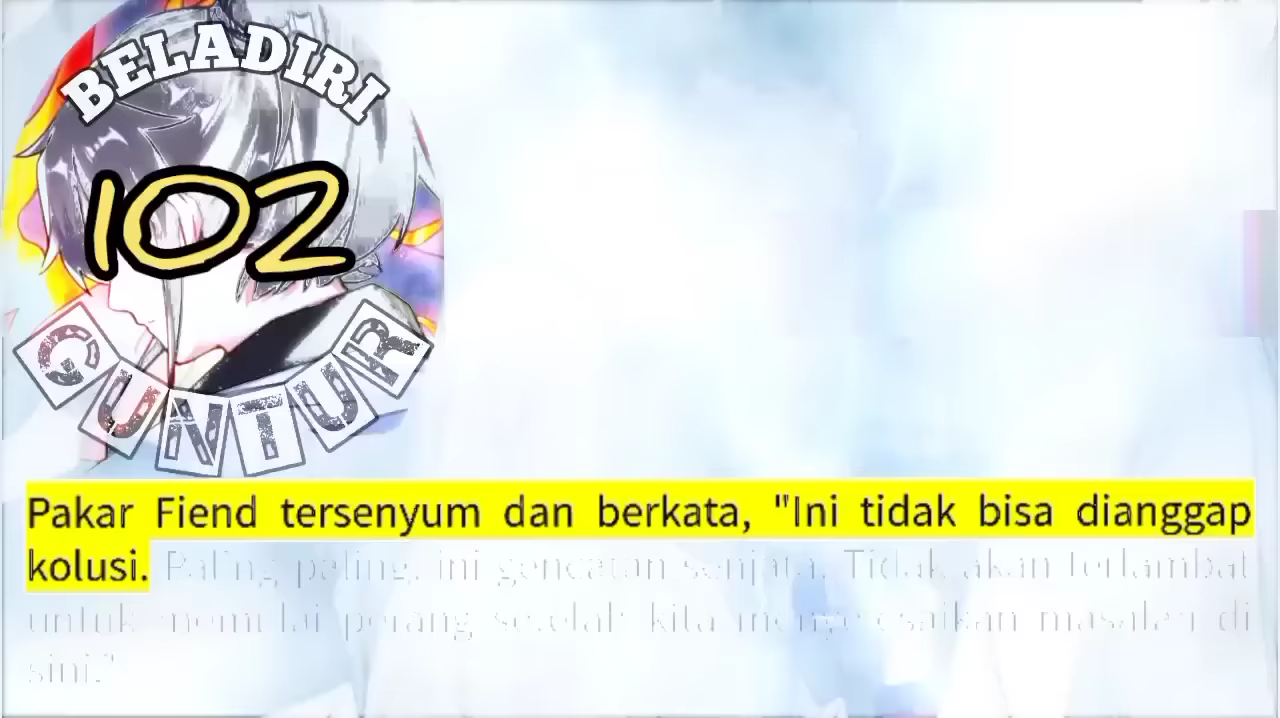 BELADIRI
102
GUNTUR
Pakar Fiend tersenyum dan berkata, "Ini tidak bisa dianggap
kolusi. Paling paling, ini gencatan senjata. Tidak akan terlambat
untuk memulai perang setelah kita menyelesaikan masalah di
sini."